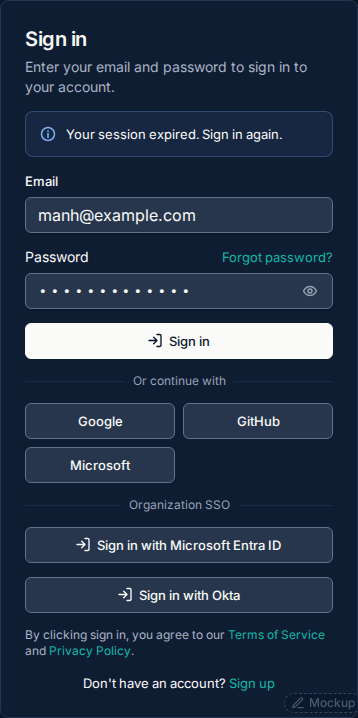 Sign in
Enter your email and password to sign in to
your account.
Your session expired. Sign in again.
Email
manh@example.com
Password
Forgot password?
Sign in
Or continue with
Google
GitHub
Microsoft
Organization SSO
Sign in with Microsoft Entra ID
Sign in with Okta
By clicking sign in, you agree to our Terms of Service
and Privacy Policy.
Don't have an account? Sign up
Mockup